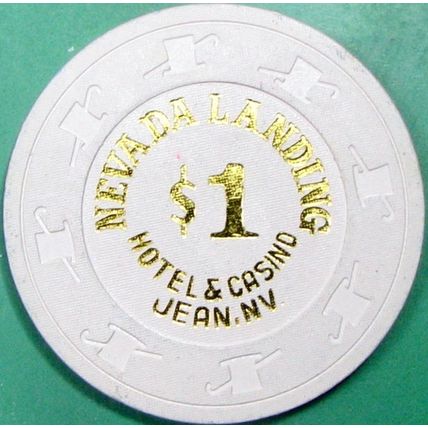 NEVADA LANDING
$1
HOTEL & CASINO
JEAN, NV.